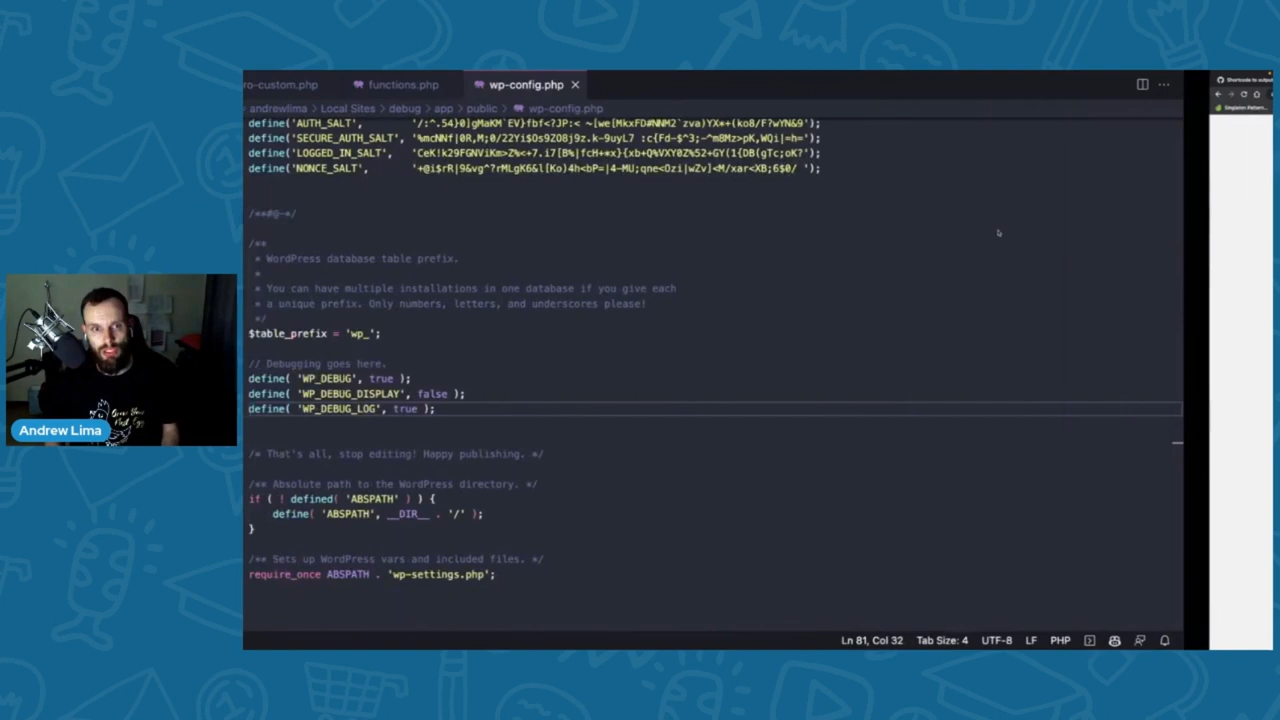 ro-custom.php functions.php wp-config.php
andrewlima > Local Sites > debug > app > public > wp-config.php
define('AUTH_SALT',
define('SECURE_AUTH_SALT',
define('LOGGED_IN_SALT',
define('NONCE_SALT',
/**#@-*/
/**
* WordPress database table prefix.
*
* You can have multiple installations in one database if you give each
* a unique prefix. Only numbers, letters, and underscores please!
*/
$table_prefix = 'wp_';
// Debugging goes here.
define( 'WP_DEBUG', true );
define( 'WP_DEBUG_DISPLAY', false );
define( 'WP_DEBUG_LOG', true );
/* That's all, stop editing! Happy publishing. */
/** Absolute path to the WordPress directory. */
if ( ! defined( 'ABSPATH' ) ) {
define( 'ABSPATH', __DIR__ . '/' );
}
/** Sets up WordPress vars and included files. */
require_once ABSPATH . 'wp-settings.php';
Ln 81, Col 32 Tab Size: 4 UTF-8 LF PHP
Shortcode to output
Singleton Pattern...
Andrew Lima